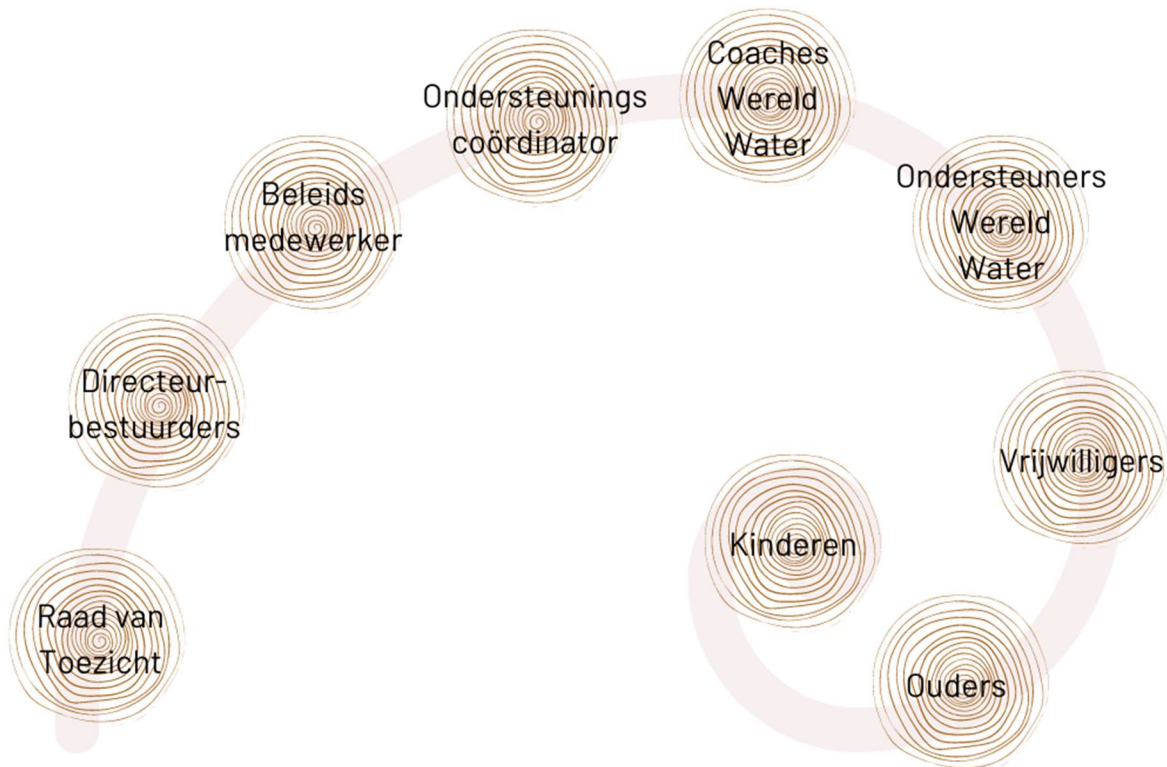 Raad van
Toezicht
Directeur-
bestuurders
Beleids
medewerker
Ondersteunings
coördinator
Coaches
Wereld
Water
Ondersteuners
Wereld
Water
Vrijwilligers
Ouders
Kinderen